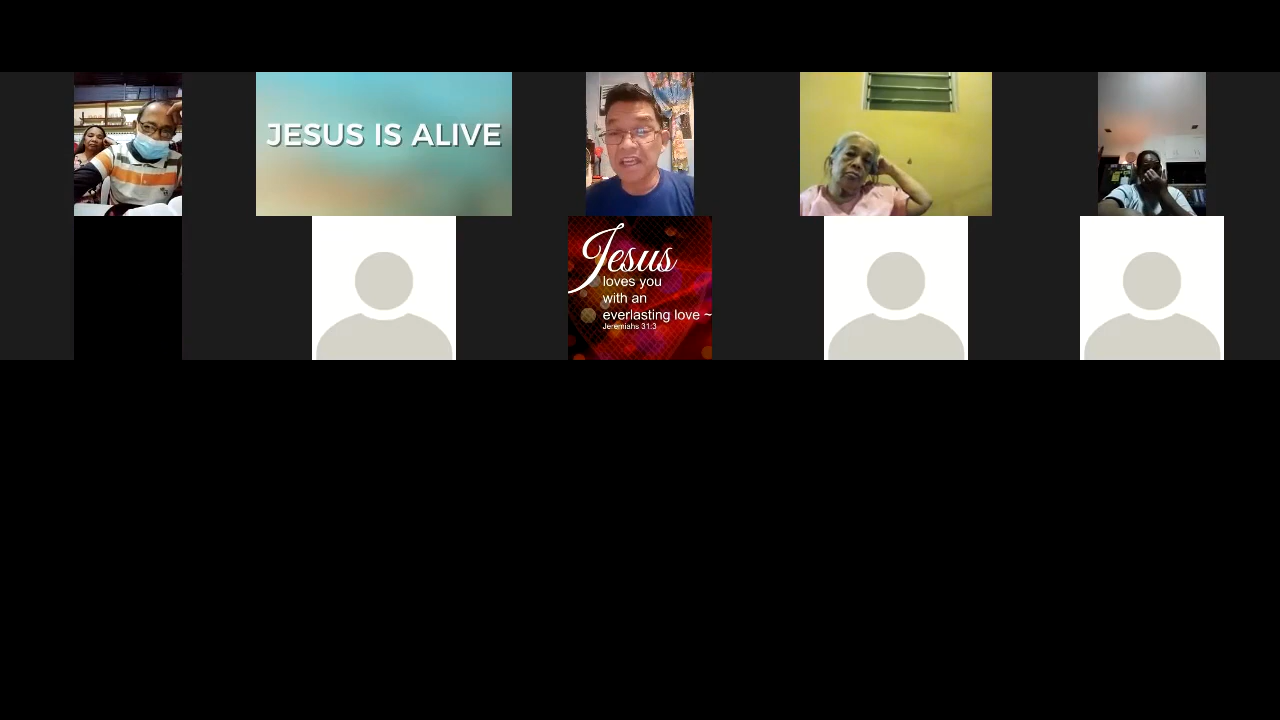 JESUS IS ALIVE
Jesus
loves you
with an
everlasting love ~
Jeremiahs 31:3